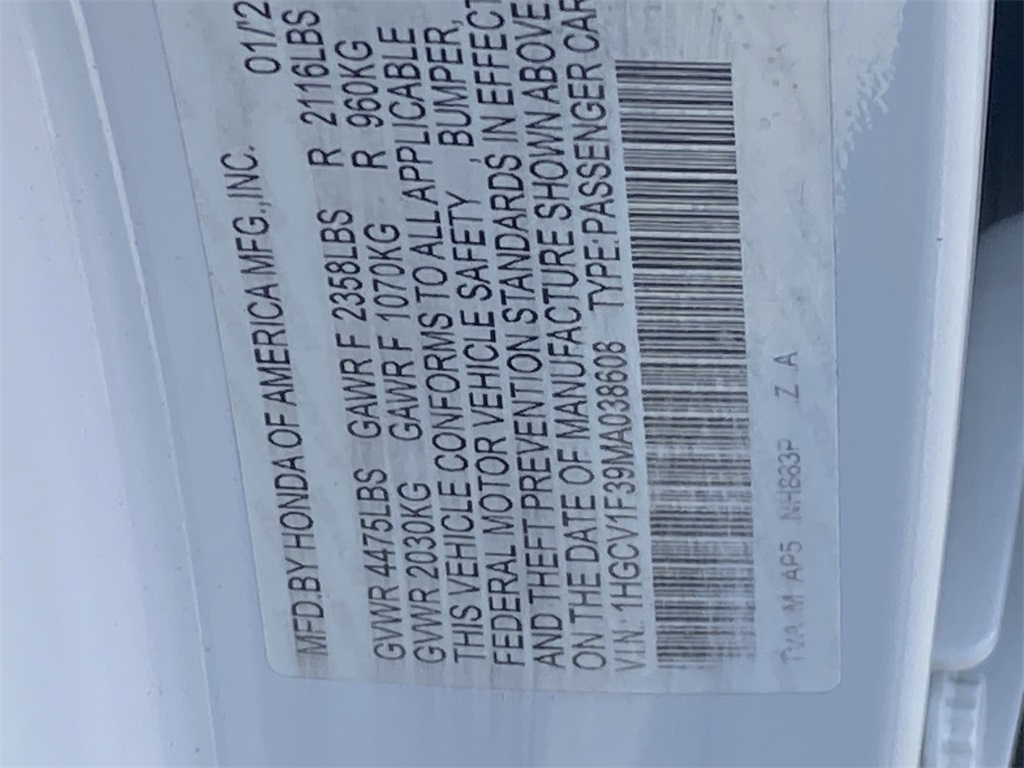 MFD.BY HONDA OF AMERICA MFG.,INC. 01/'2
GVWR 4475LBS GAWR F 2358LBS R 2116LBS
GVWR 2030KG GAWR F 1070KG R 960KG
THIS VEHICLE CONFORMS TO ALL APPLICABLE
FEDERAL MOTOR VEHICLE SAFETY , BUMPER,
AND THEFT PREVENTION STANDARDS IN EFFECT
ON THE DATE OF MANUFACTURE SHOWN ABOVE
V.I.N.: 1HGCV1F39MA038608 TYPE:PASSENGER CAR
TVA M AP5 NH883P Z A